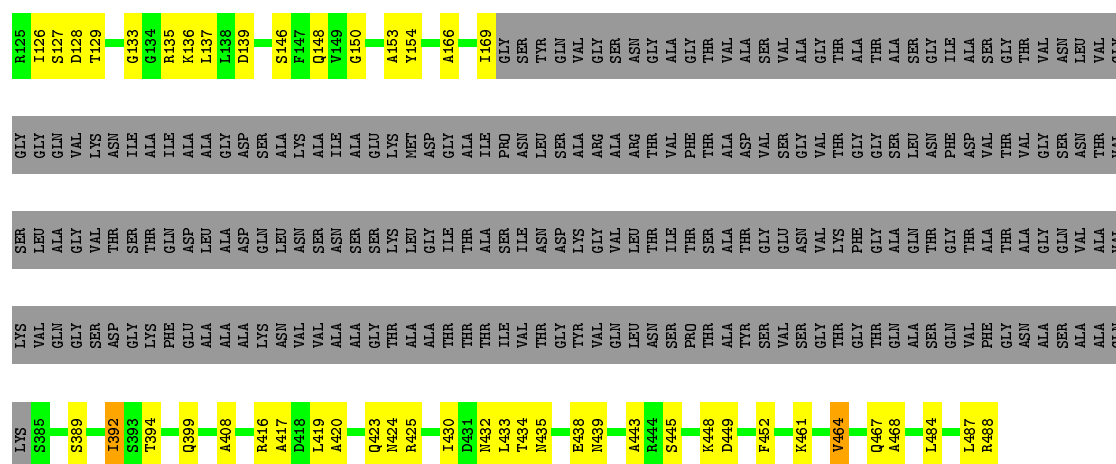 R125 I126 S127 D128 T129 G133 G134 R135 K136 L137 L138 D139 S146 F147 Q148 V149 G150 A153 Y154 A166 I169 GLY SER TYR GLN VAL GLY SER ASN GLY ALA GLY THR VAL ALA SER VAL ALA GLY THR ALA THR ALA SER GLY ILE ALA SER GLY THR VAL ASN LEU VAL
GLY GLY GLN VAL LYS ASN ILE ALA ILE ALA ALA GLY ASP SER ALA LYS ALA ILE ALA GLU LYS MET ASP GLY ALA ILE PRO ASN LEU SER ALA ARG ALA ARG THR VAL PHE THR ALA ASP VAL SER GLY VAL THR GLY GLY SER LEU ASN PHE ASP VAL THR VAL GLY SER ASN THR
SER LEU ALA GLY VAL THR SER THR GLN ASP LEU ALA ASP GLN LEU ASN SER ASN SER SER LYS LEU GLY ILE THR ALA SER ILE ASN ASP LYS GLY VAL LEU THR ILE THR SER ALA THR GLY GLU ASN VAL LYS PHE GLY ALA GLN THR GLY THR ALA THR ALA GLY GLN VAL ALA
LYS VAL GLN GLY SER ASP GLY LYS PHE GLU ALA ALA ALA LYS ASN VAL VAL ALA ALA GLY THR ALA ALA THR THR THR ILE VAL THR GLY TYR VAL GLN LEU ASN SER PRO THR ALA TYR SER VAL SER GLY THR GLY THR GLN ALA SER GLN VAL PHE GLY ASN ALA SER ALA ALA
LYS S385 S389 I392 S393 T394 Q399 A408 R416 A417 D418 L419 A420 Q423 N424 R425 I430 D431 N432 L433 T434 N435 E438 N439 A443 R444 S445 K448 D449 F452 K461 V464 Q467 A468 L484 L487 R488